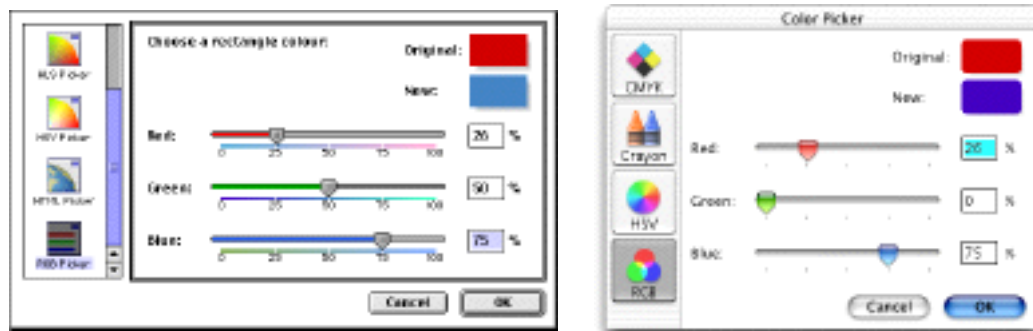 HLS Picker
HSV Picker
HTML Picker
RGB Picker
Choose a rectangle colour:
Original:
New:
Red: 26 %
0 25 50 75 100
Green: 50 %
0 25 50 75 100
Blue: 75 %
0 25 50 75 100
Cancel OK
Color Picker
CMYK
Crayon
HSV
RGB
Original:
New:
Red: 26 %
Green: 0 %
Blue: 75 %
Cancel OK